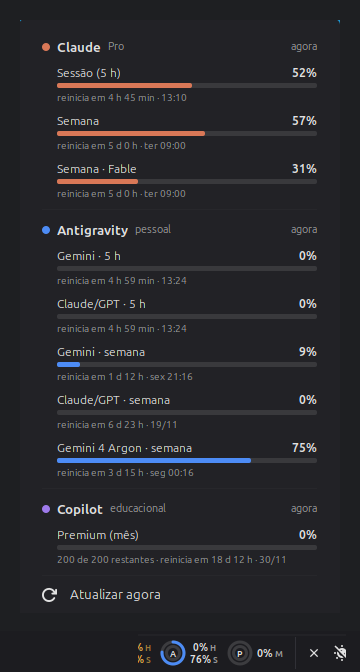 Claude Pro agora
Sessão (5 h) 52%
reinicia em 4 h 45 min · 13:10
Semana 57%
reinicia em 5 d 0 h · ter 09:00
Semana · Fable 31%
reinicia em 5 d 0 h · ter 09:00
Antigravity pessoal agora
Gemini · 5 h 0%
reinicia em 4 h 59 min · 13:24
Claude/GPT · 5 h 0%
reinicia em 4 h 59 min · 13:24
Gemini · semana 9%
reinicia em 1 d 12 h · sex 21:16
Claude/GPT · semana 0%
reinicia em 6 d 23 h · 19/11
Gemini 4 Argon · semana 75%
reinicia em 3 d 15 h · seg 00:16
Copilot educacional agora
Premium (mês) 0%
200 de 200 restantes · reinicia em 18 d 12 h · 30/11
Atualizar agora
% H A 0% H P 0% M
% S 76% S